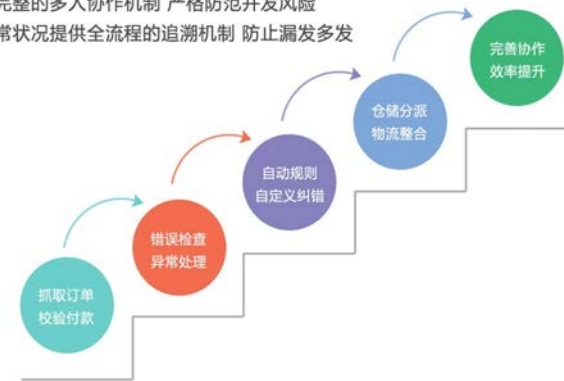 完整的多人协作机制 严格防范并发风险
常状况提供全流程的追溯机制 防止漏发多发
完善协作
效率提升
仓储分派
物流整合
自动规则
自定义纠错
错误检查
异常处理
抓取订单
校验付款